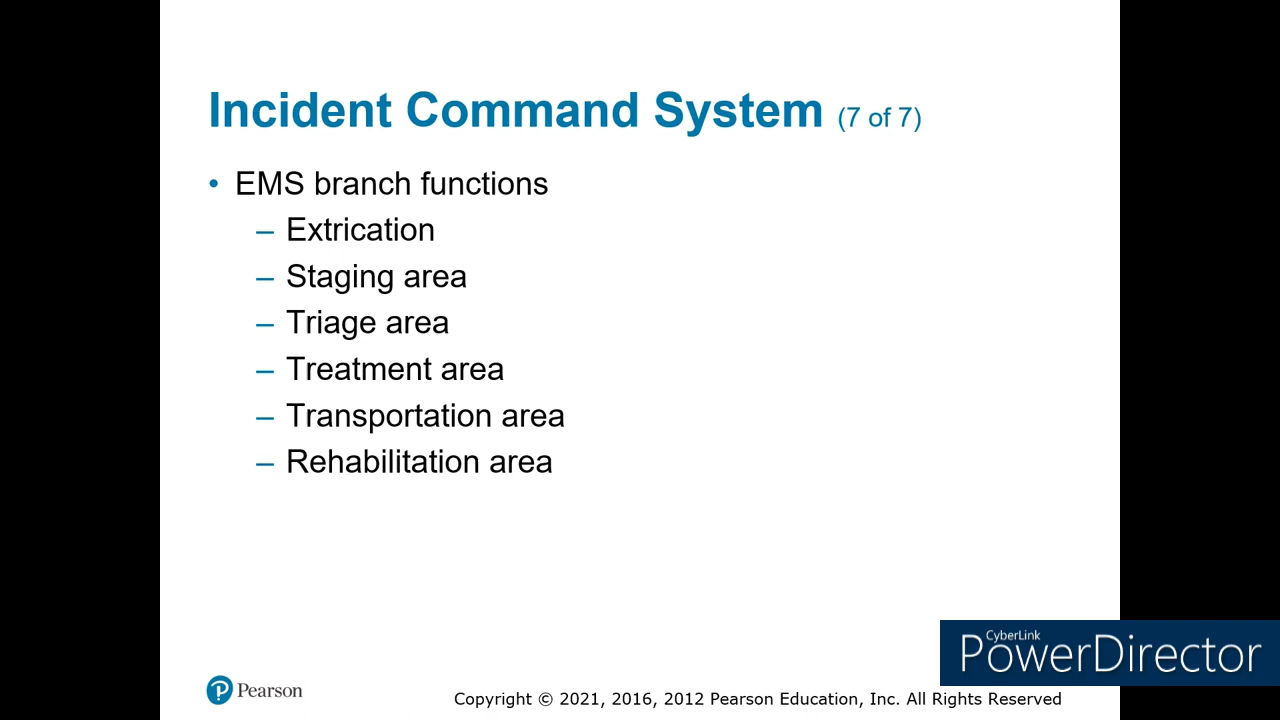 Incident Command System (7 of 7)
• EMS branch functions
– Extrication
– Staging area
– Triage area
– Treatment area
– Transportation area
– Rehabilitation area
CyberLink
PowerDirector
Pearson
Copyright © 2021, 2016, 2012 Pearson Education, Inc. All Rights Reserved